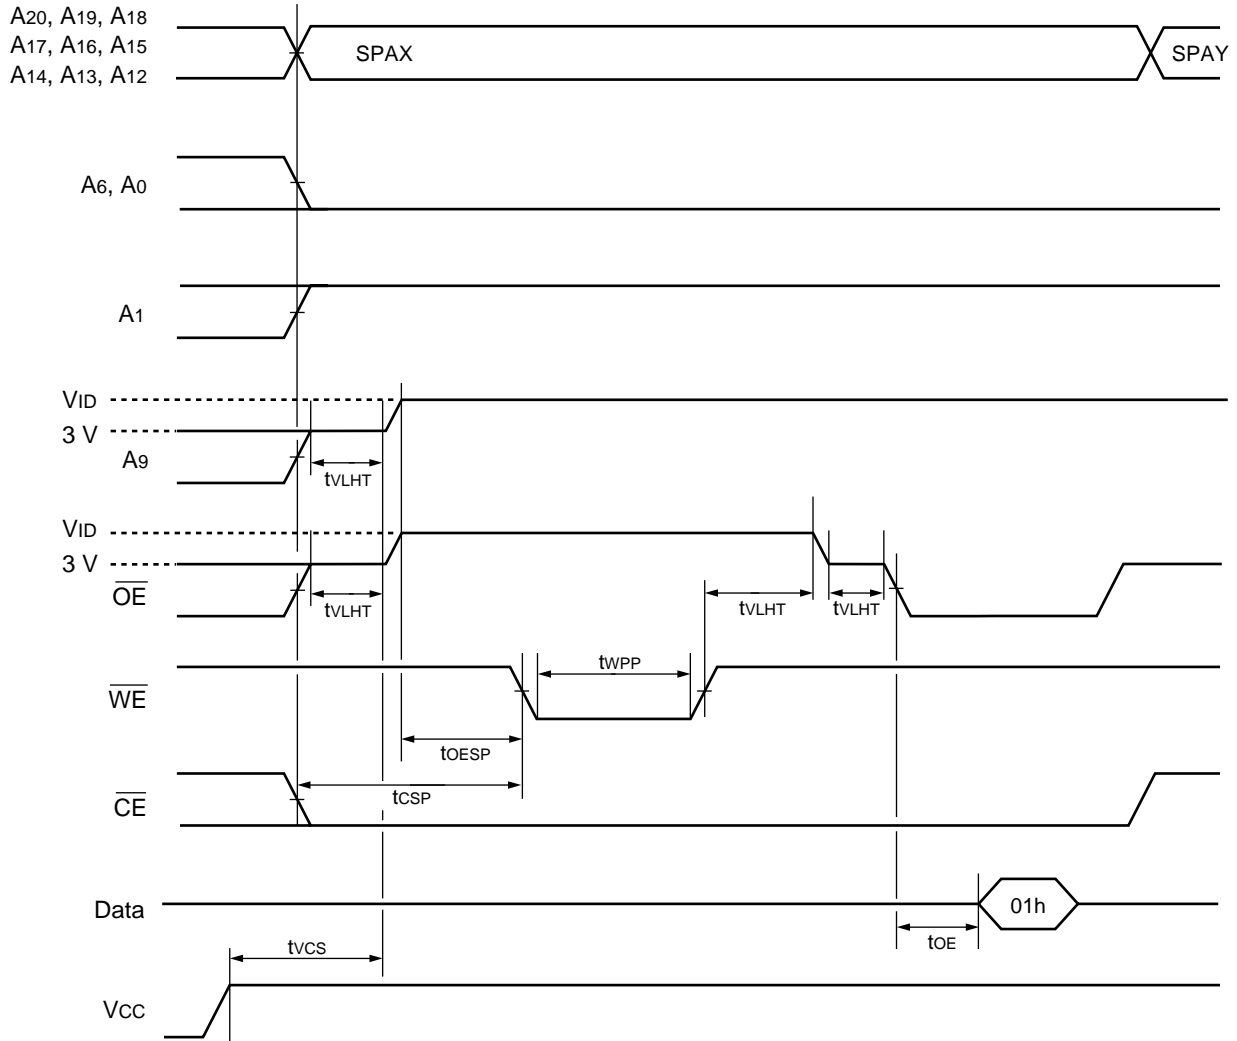 A20, A19, A18
A17, A16, A15
A14, A13, A12
SPAX
SPAY
A6, A0
A1
VID
3 V
A9
tVLHT
VID
3 V
OE
tVLHT
tVLHT
tVLHT
WE
tWPP
tOESP
CE
tCSP
Data
01h
tOE
tVCS
VCC